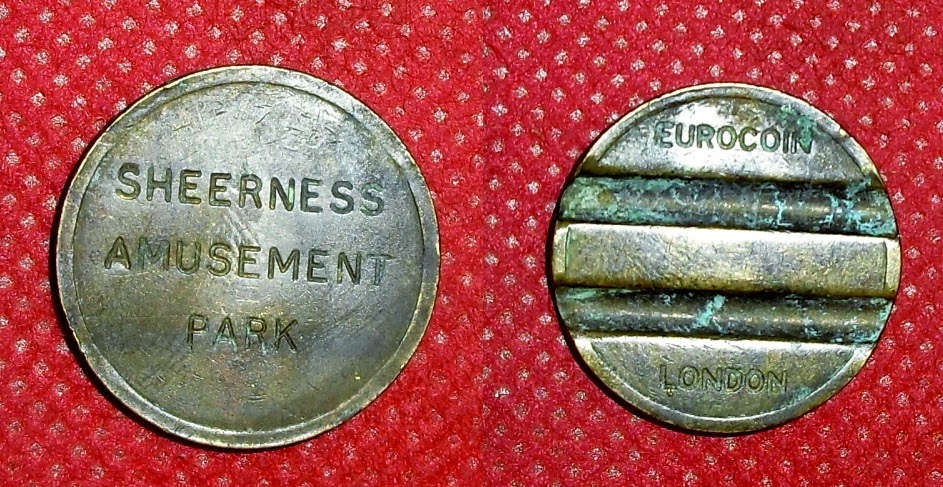 SHEERNESS
AMUSEMENT
PARK
EUROCOIN
LONDON